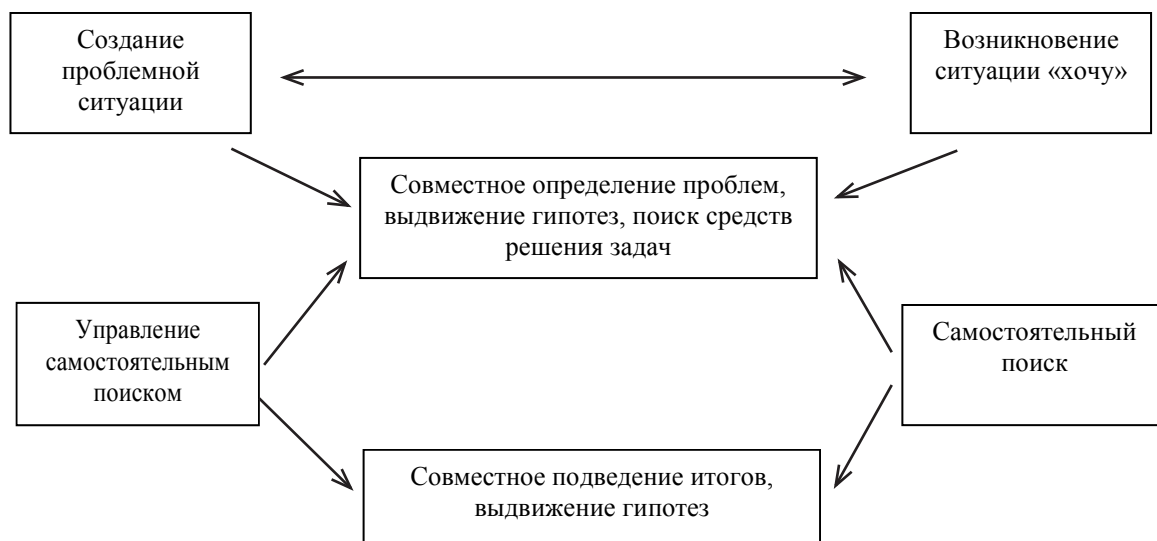 Создание
проблемной
ситуации
Возникновение
ситуации «хочу»
Совместное определение проблем,
выдвижение гипотез, поиск средств
решения задач
Управление
самостоятельным
поиском
Самостоятельный
поиск
Совместное подведение итогов,
выдвижение гипотез